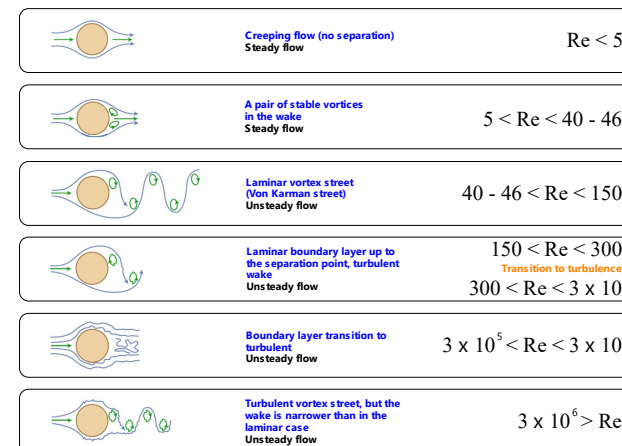 Creeping flow (no separation)
Steady flow
Re < 5
A pair of stable vortices
in the wake
Steady flow
5 < Re < 40 - 46
Laminar vortex street
(Von Karman street)
Unsteady flow
40 - 46 < Re < 150
Laminar boundary layer up to
the separation point, turbulent
wake
Unsteady flow
150 < Re < 300
Transition to turbulence
300 < Re < 3 x 10
Boundary layer transition to
turbulent
Unsteady flow
3 x 10⁵ < Re < 3 x 10
Turbulent vortex street, but the
wake is narrower than in the
laminar case
Unsteady flow
3 x 10⁶ > Re